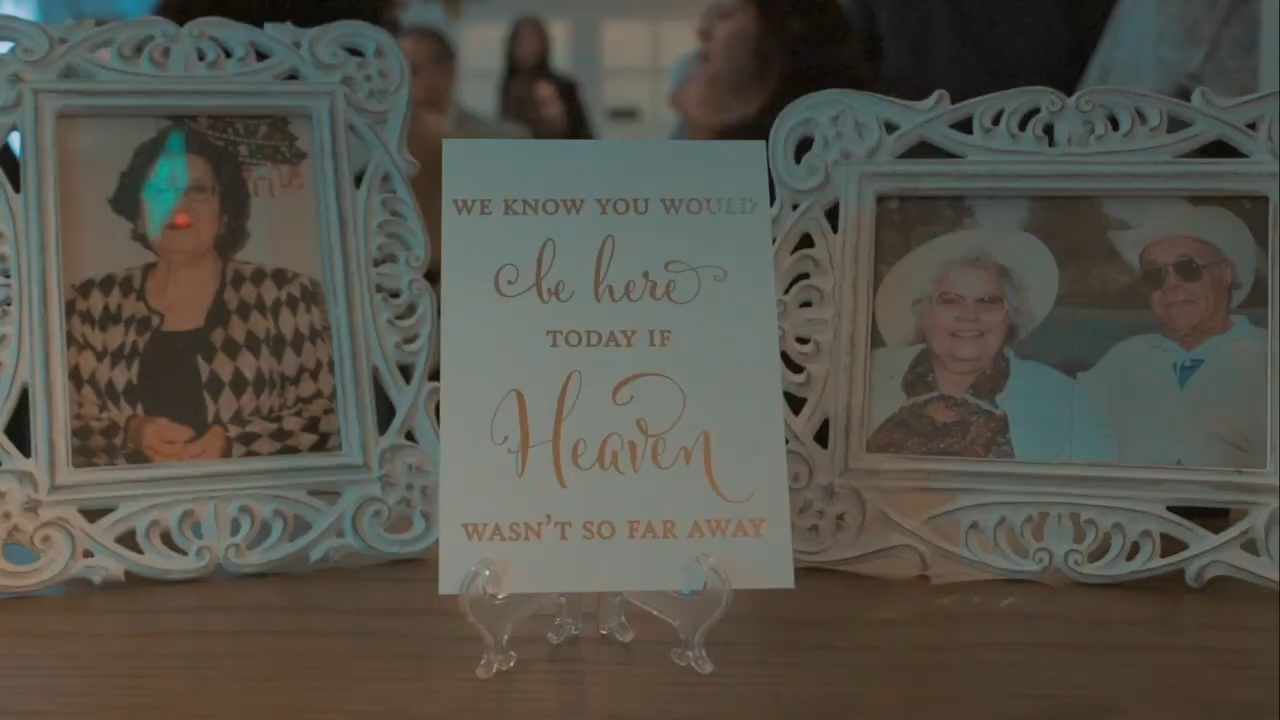 WE KNOW YOU WOULD
be here
TODAY IF
Heaven
WASN'T SO FAR AWAY